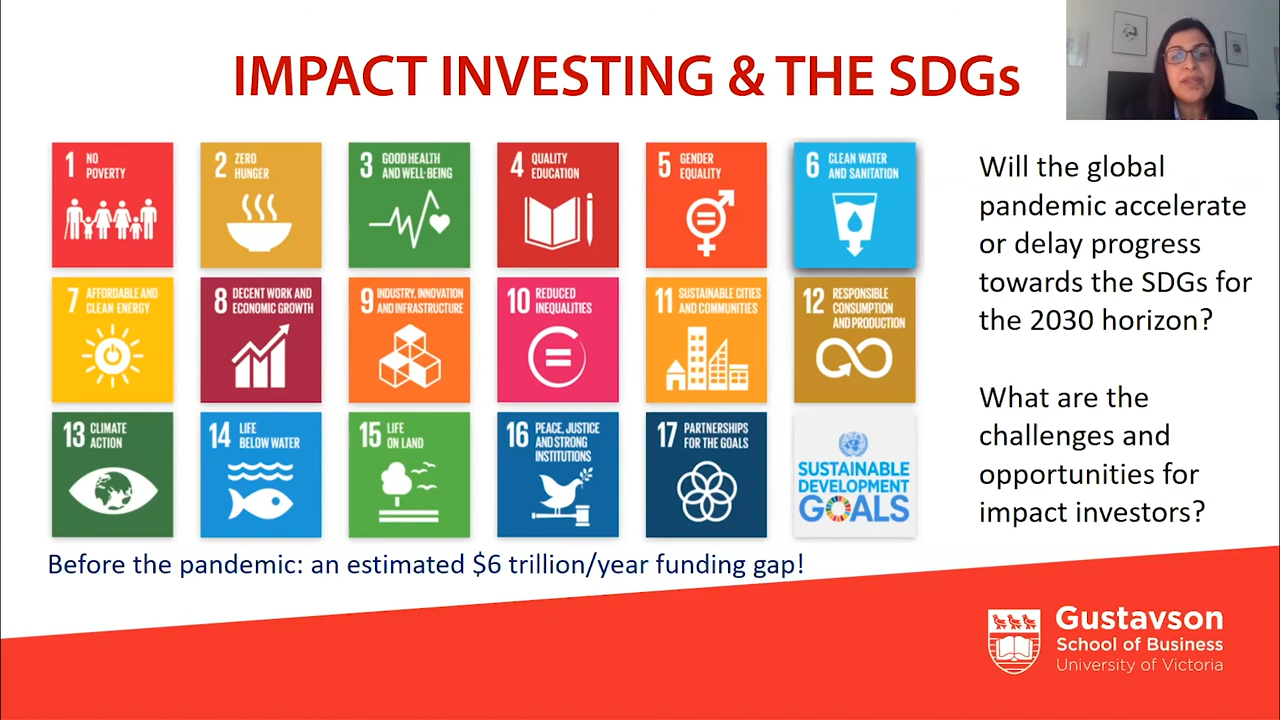 IMPACT INVESTING & THE SDGs
1 NO
POVERTY
2 ZERO
HUNGER
3 GOOD HEALTH
AND WELL-BEING
4 QUALITY
EDUCATION
5 GENDER
EQUALITY
6 CLEAN WATER
AND SANITATION
7 AFFORDABLE AND
CLEAN ENERGY
8 DECENT WORK AND
ECONOMIC GROWTH
9 INDUSTRY, INNOVATION
AND INFRASTRUCTURE
10 REDUCED
INEQUALITIES
11 SUSTAINABLE CITIES
AND COMMUNITIES
12 RESPONSIBLE
CONSUMPTION
AND PRODUCTION
13 CLIMATE
ACTION
14 LIFE
BELOW WATER
15 LIFE
ON LAND
16 PEACE, JUSTICE
AND STRONG
INSTITUTIONS
17 PARTNERSHIPS
FOR THE GOALS
SUSTAINABLE
DEVELOPMENT
GOALS
Before the pandemic: an estimated $6 trillion/year funding gap!
Will the global
pandemic accelerate
or delay progress
towards the SDGs for
the 2030 horizon?
What are the
challenges and
opportunities for
impact investors?
Gustavson
School of Business
University of Victoria